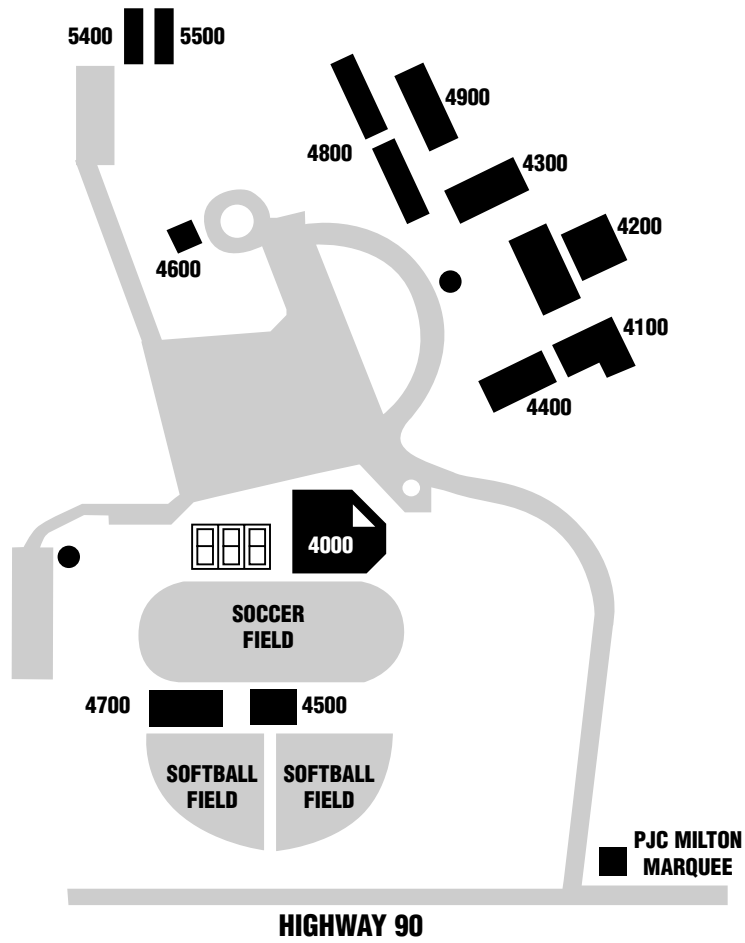 5400
5500
4900
4800
4300
4200
4600
4100
4400
4000
SOCCER
FIELD
4700
4500
SOFTBALL
FIELD
SOFTBALL
FIELD
PJC MILTON
MARQUEE
HIGHWAY 90